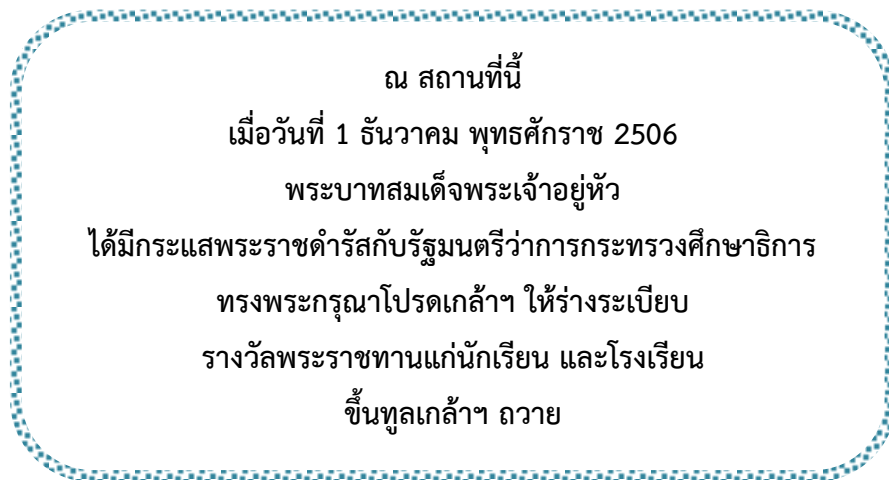 ณ สถานที่นี้
เมื่อวันที่ 1 ธันวาคม พุทธศักราช 2506
พระบาทสมเด็จพระเจ้าอยู่หัว
ได้มีกระแสพระราชดำรัสกับรัฐมนตรีว่าการกระทรวงศึกษาธิการ
ทรงพระกรุณาโปรดเกล้าฯ ให้ร่างระเบียบ
รางวัลพระราชทานแก่นักเรียน และโรงเรียน
ขึ้นทูลเกล้าฯ ถวาย